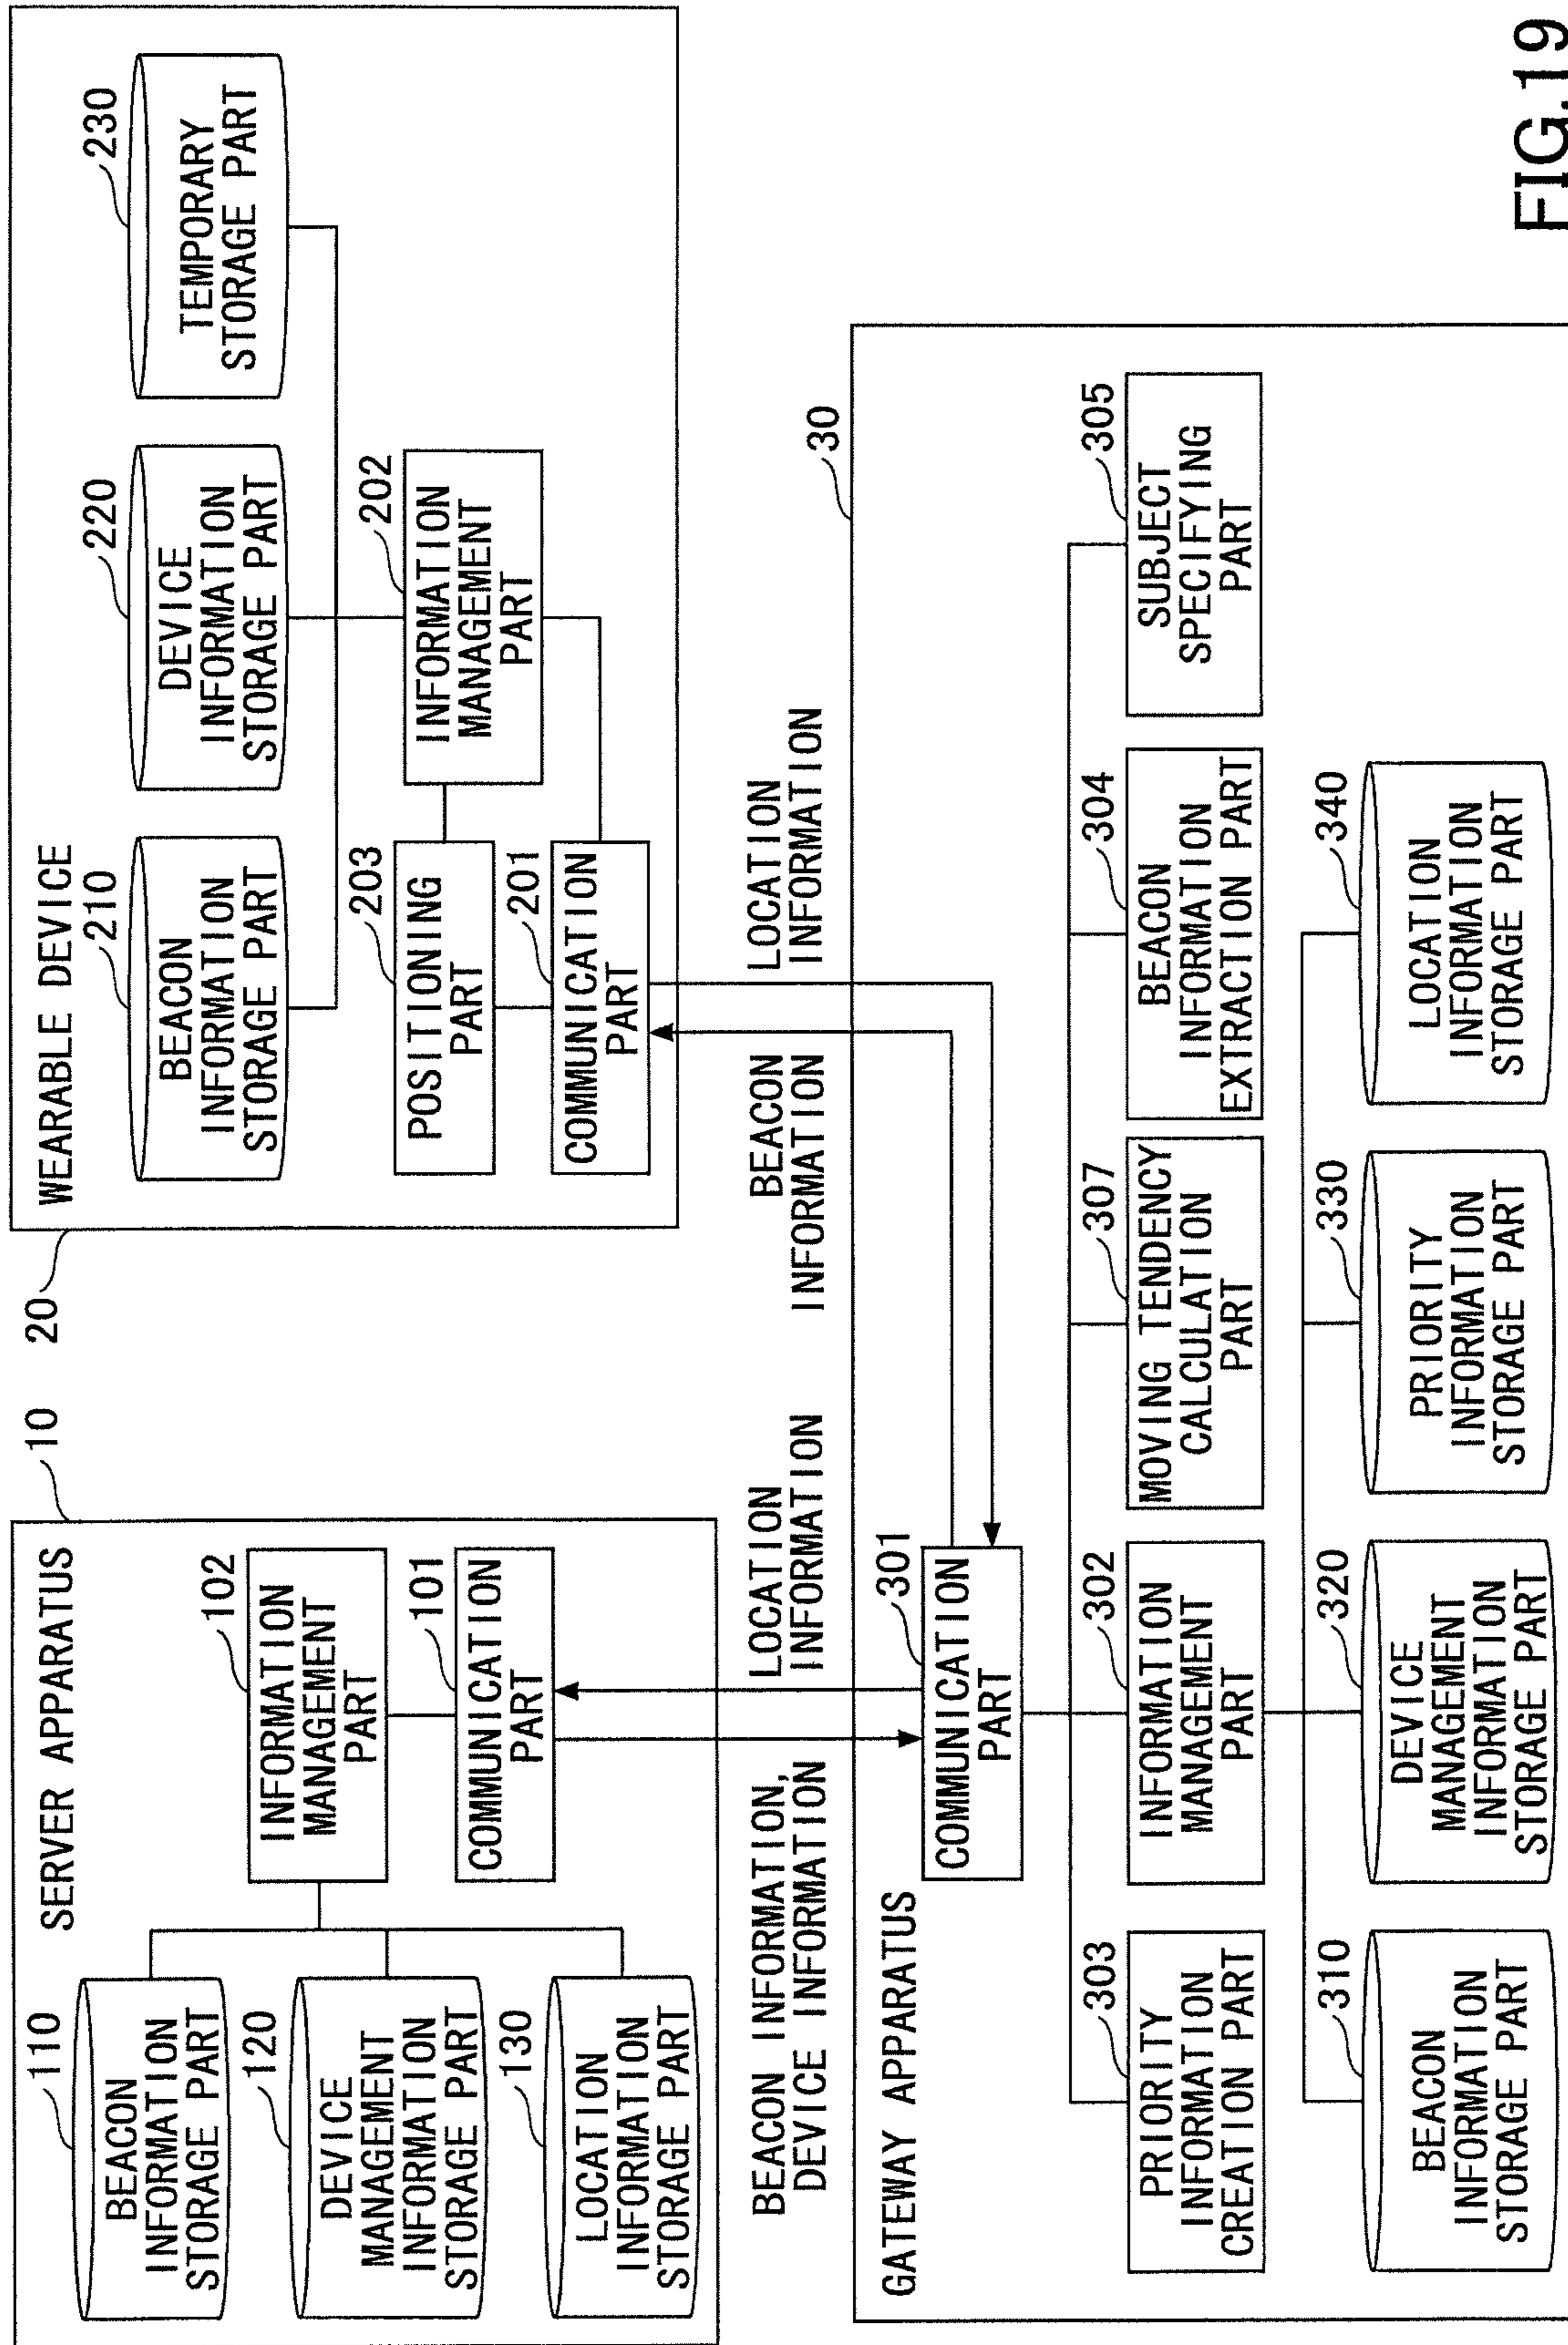 SERVER APPARATUS
10
110
BEACON
INFORMATION
STORAGE PART
120
DEVICE
MANAGEMENT
INFORMATION
STORAGE PART
130
LOCATION
INFORMATION
STORAGE PART
102
INFORMATION
MANAGEMENT
PART
101
COMMUNICATION
PART
20
WEARABLE DEVICE
210
BEACON
INFORMATION
STORAGE PART
220
DEVICE
INFORMATION
STORAGE PART
230
TEMPORARY
STORAGE PART
203
POSITIONING
PART
202
INFORMATION
MANAGEMENT
PART
201
COMMUNICATION
PART
BEACON INFORMATION,
DEVICE INFORMATION
LOCATION
INFORMATION
BEACON
INFORMATION
LOCATION
INFORMATION
30
GATEWAY APPARATUS
301
COMMUNICATION
PART
303
PRIORITY
INFORMATION
CREATION PART
302
INFORMATION
MANAGEMENT
PART
307
MOVING TENDENCY
CALCULATION
PART
304
BEACON
INFORMATION
EXTRACTION PART
305
SUBJECT
SPECIFYING
PART
310
BEACON
INFORMATION
STORAGE PART
320
DEVICE
MANAGEMENT
INFORMATION
STORAGE PART
330
PRIORITY
INFORMATION
STORAGE PART
340
LOCATION
INFORMATION
STORAGE PART
FIG.19